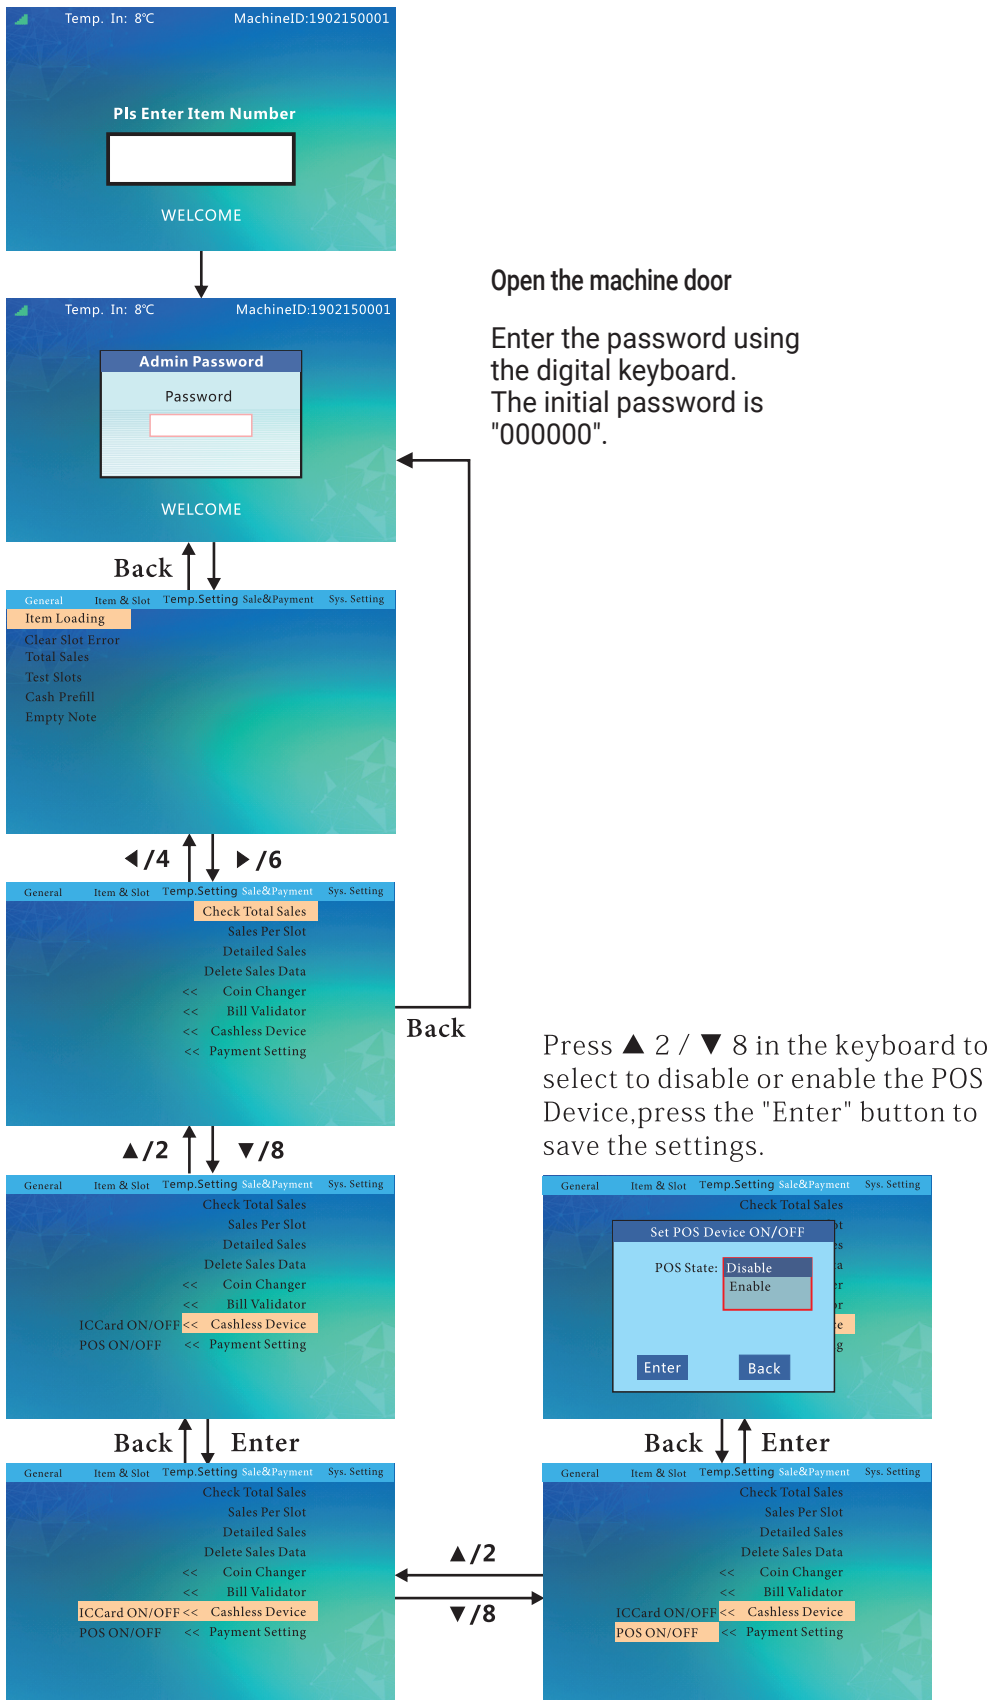 Temp. In: 8℃ MachineID:1902150001
Pls Enter Item Number
WELCOME
Open the machine door
Enter the password using
the digital keyboard.
The initial password is
"000000".
Temp. In: 8℃ MachineID:1902150001
Admin Password
Password
WELCOME
Back
General Item & Slot Temp.Setting Sale&Payment Sys. Setting
Item Loading
Clear Slot Error
Total Sales
Test Slots
Cash Prefill
Empty Note
◀/4 ▶/6
General Item & Slot Temp.Setting Sale&Payment Sys. Setting
Check Total Sales
Sales Per Slot
Detailed Sales
Delete Sales Data
<< Coin Changer
<< Bill Validator
<< Cashless Device
<< Payment Setting
Back
▲/2 ▼/8
General Item & Slot Temp.Setting Sale&Payment Sys. Setting
Check Total Sales
Sales Per Slot
Detailed Sales
Delete Sales Data
<< Coin Changer
<< Bill Validator
ICCard ON/OFF << Cashless Device
POS ON/OFF << Payment Setting
Back Enter
General Item & Slot Temp.Setting Sale&Payment Sys. Setting
Check Total Sales
Sales Per Slot
Detailed Sales
Delete Sales Data
<< Coin Changer
<< Bill Validator
ICCard ON/OFF << Cashless Device
POS ON/OFF << Payment Setting
▲/2
▼/8
Press ▲ 2 / ▼ 8 in the keyboard to
select to disable or enable the POS
Device,press the "Enter" button to
save the settings.
General Item & Slot Temp.Setting Sale&Payment Sys. Setting
Check Total Sales
Set POS Device ON/OFF ot
es
POS State: Disable ta
Enable er
or
ce
g
Enter Back
Back Enter
General Item & Slot Temp.Setting Sale&Payment Sys. Setting
Check Total Sales
Sales Per Slot
Detailed Sales
Delete Sales Data
<< Coin Changer
<< Bill Validator
ICCard ON/OFF << Cashless Device
POS ON/OFF << Payment Setting